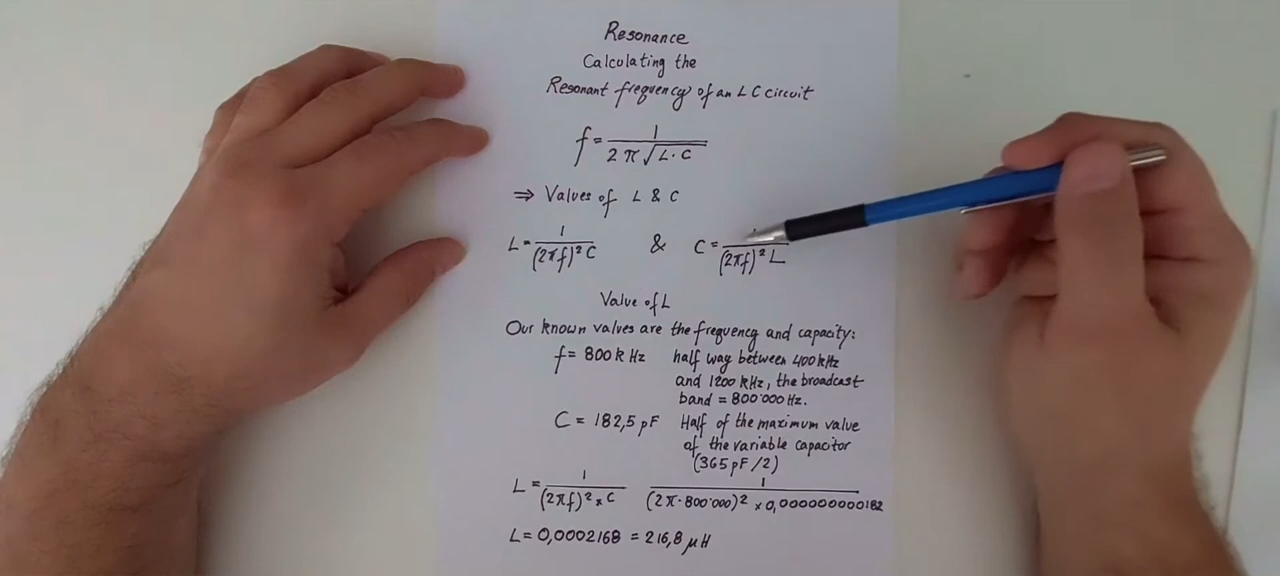 Resonance
Calculating the
Resonant frequency of an LC circuit
f = 1 / 2π√L·C
⇒ Values of L & C
L = 1 / (2πf)² C & C = 1 / (2πf)² L
Value of L
Our known values are the frequency and capacity:
f = 800 kHz half way between 400 kHz
and 1200 kHz, the broadcast
band = 800'000 Hz.
C = 182,5 pF Half of the maximum value
of the variable capacitor
(365 pF/2)
L = 1 / (2πf)² × C 1 / (2π·800'000)² × 0,000000000182
L = 0,0002168 = 216,8 μH